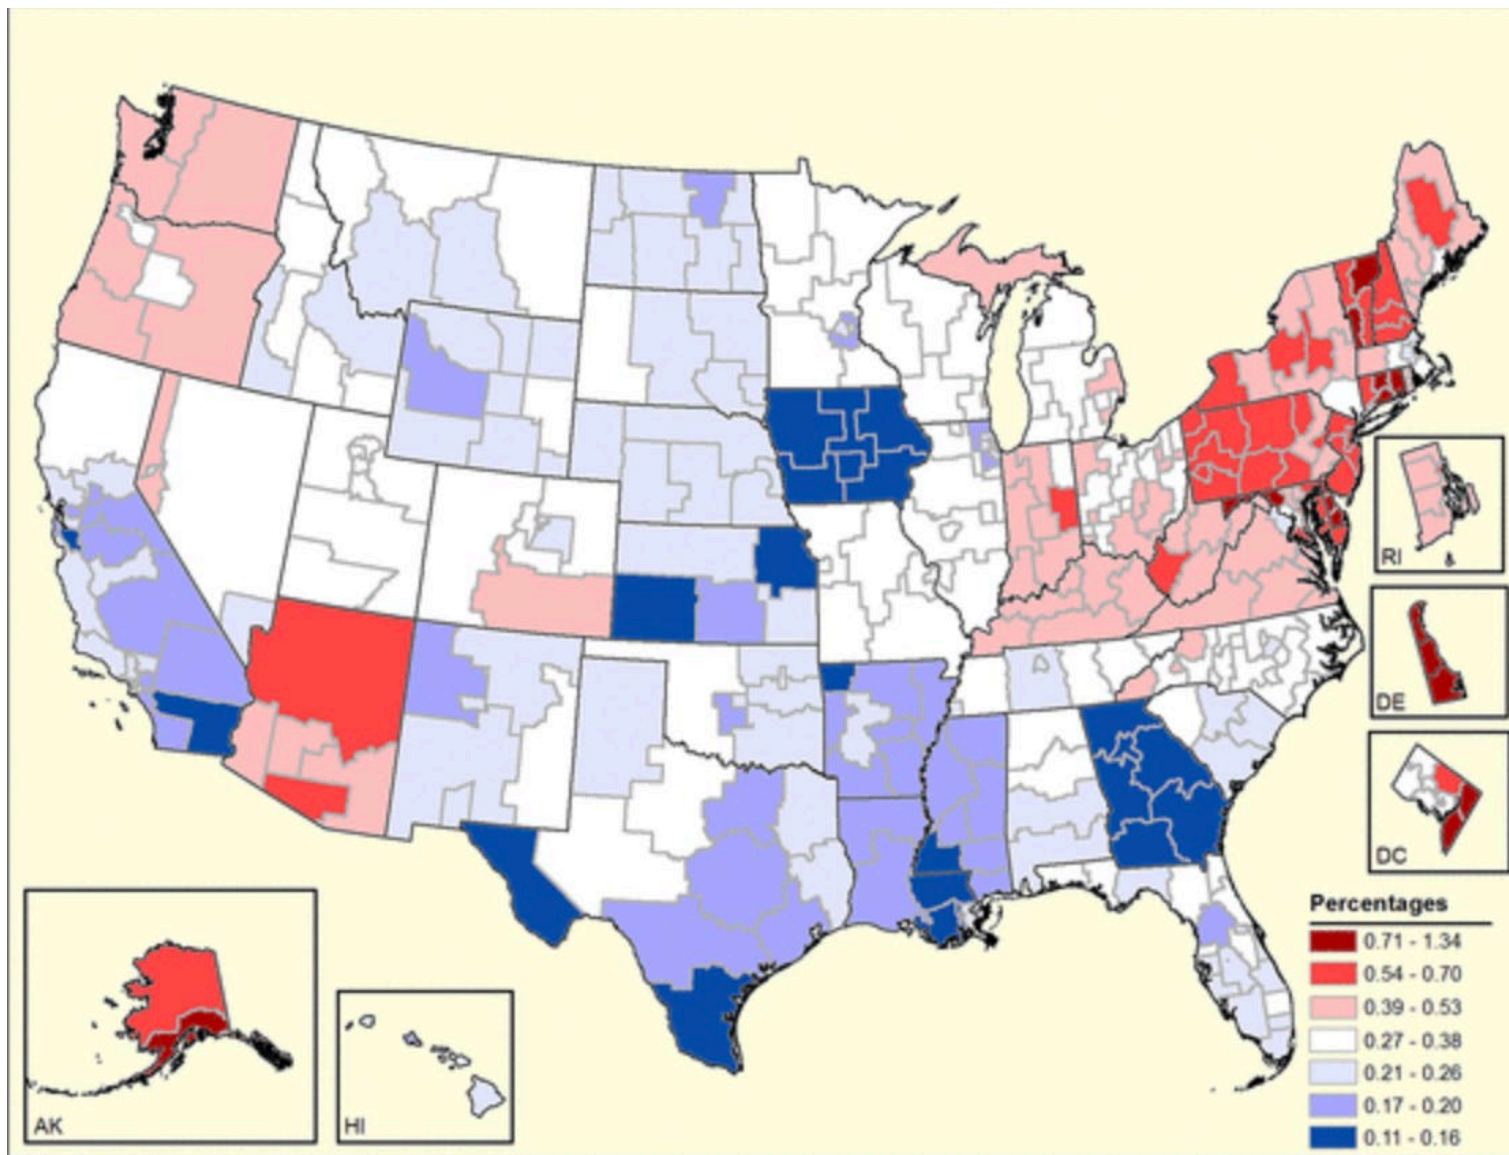 RI
DE
DC
AK
HI
Percentages
0.71 - 1.34
0.54 - 0.70
0.39 - 0.53
0.27 - 0.38
0.21 - 0.26
0.17 - 0.20
0.11 - 0.16